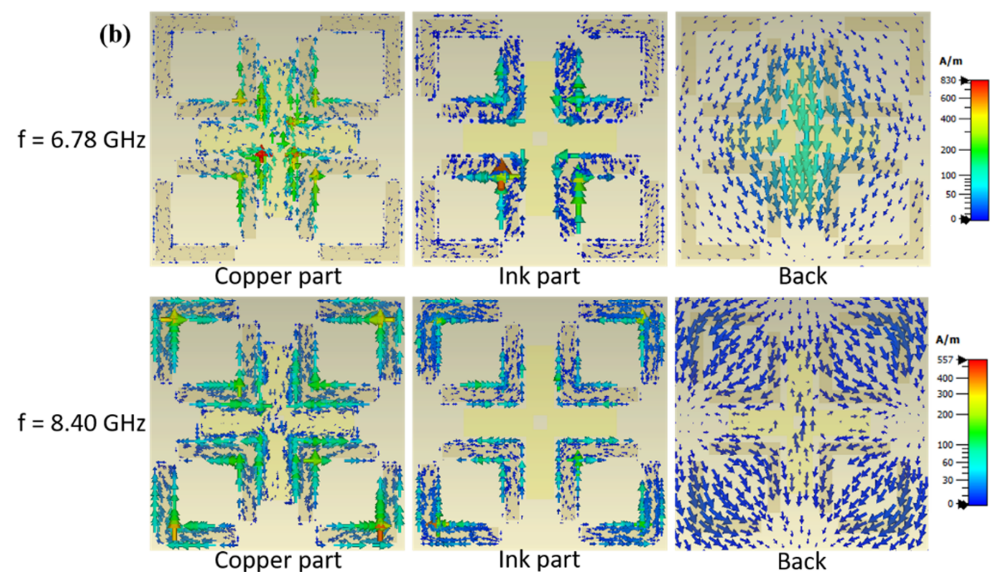 (b)
f = 6.78 GHz
A/m
830
600
400
200
100
50
0
Copper part
Ink part
Back
f = 8.40 GHz
A/m
557
400
300
200
100
60
30
0
Copper part
Ink part
Back